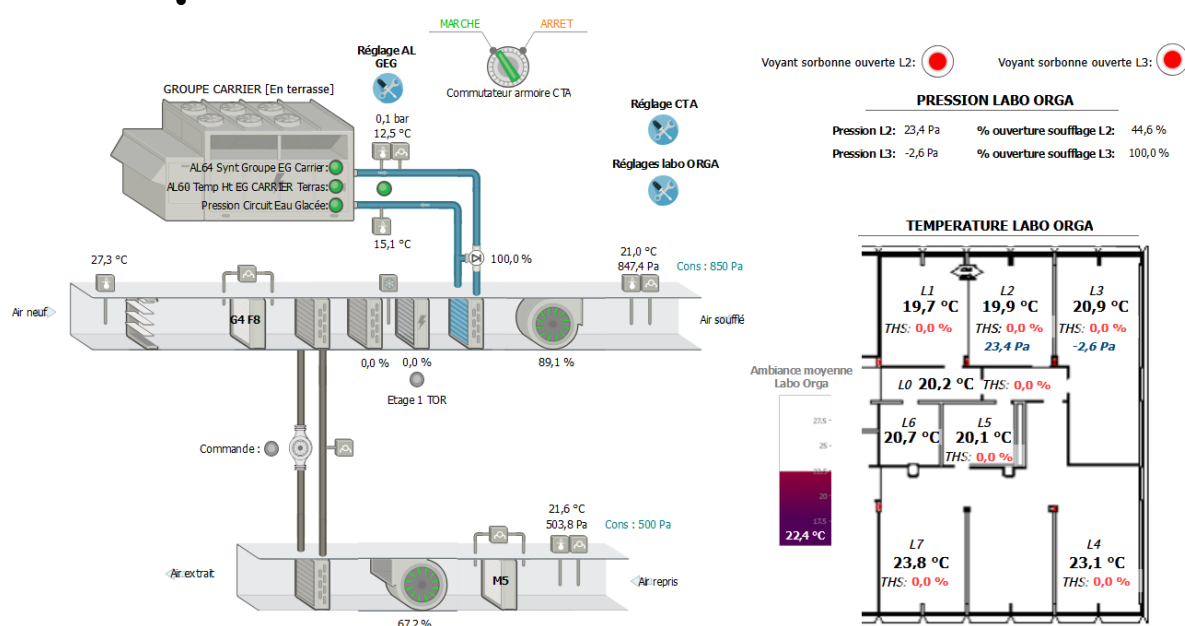 MARCHE
ARRET
Réglage AL
GEG
Commutateur armoire CTA
Voyant sorbonne ouverte L2:
Voyant sorbonne ouverte L3:
GROUPE CARRIER [En terrasse]
0,1 bar
12,5 °C
Réglage CTA
PRESSION LABO ORGA
Pression L2: 23,4 Pa
% ouverture soufflage L2: 44,6 %
Pression L3: -2,6 Pa
% ouverture soufflage L3: 100,0 %
AL64 Synt Groupe EG Carrier:
AL60 Temp Ht EG CARRIER Terras:
Pression Circuit Eau Glacée:
Réglages labo ORGA
15,1 °C
TEMPERATURE LABO ORGA
27,3 °C
100,0 %
21,0 °C
847,4 Pa
Cons : 850 Pa
Air neuf
G4 F8
Air soufflé
0,0 %
0,0 %
89,1 %
Etage 1 TOR
L1
19,7 °C
THS: 0,0 %
L2
19,9 °C
THS: 0,0 %
23,4 Pa
L3
20,9 °C
THS: 0,0 %
-2,6 Pa
Ambiance moyenne
Labo Orga
L0 20,2 °C THS: 0,0 %
27.5
25
22.5
20
17.5
22,4 °C
L6
20,7 °C
L5
20,1 °C
THS: 0,0 %
Commande :
21,6 °C
503,8 Pa
Cons : 500 Pa
L7
23,8 °C
THS: 0,0 %
L4
23,1 °C
THS: 0,0 %
Air extrait
M5
Air repris
67,2 %